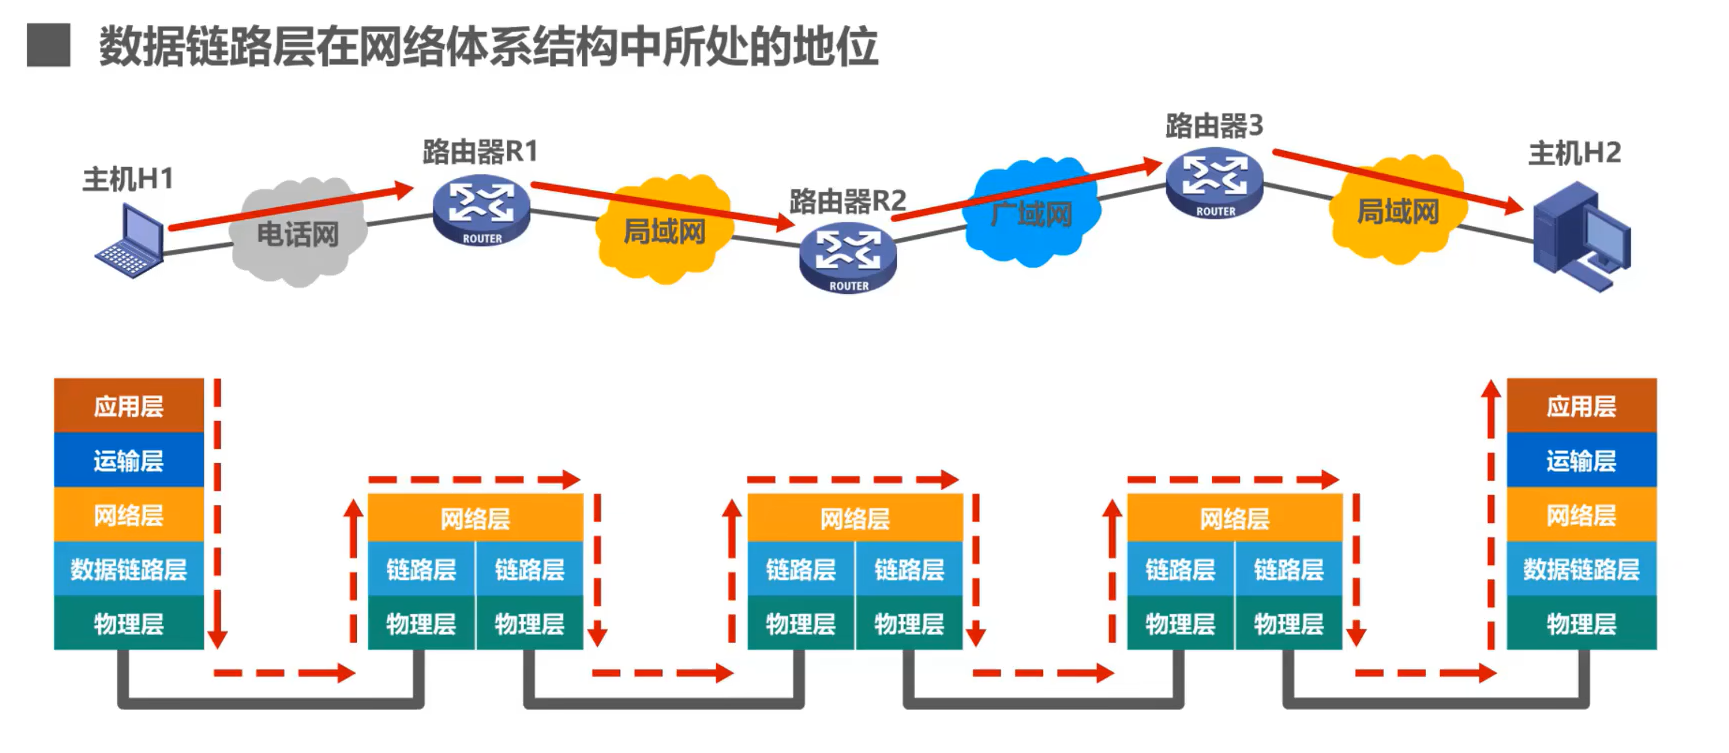 数据链路层在网络体系结构中所处的地位
主机H1
路由器R1
路由器R2
路由器3
主机H2
电话网
局域网
广域网
局域网
ROUTER
ROUTER
ROUTER
应用层
运输层
网络层
数据链路层
物理层
网络层
链路层 链路层
物理层 物理层
网络层
链路层 链路层
物理层 物理层
网络层
链路层 链路层
物理层 物理层
应用层
运输层
网络层
数据链路层
物理层